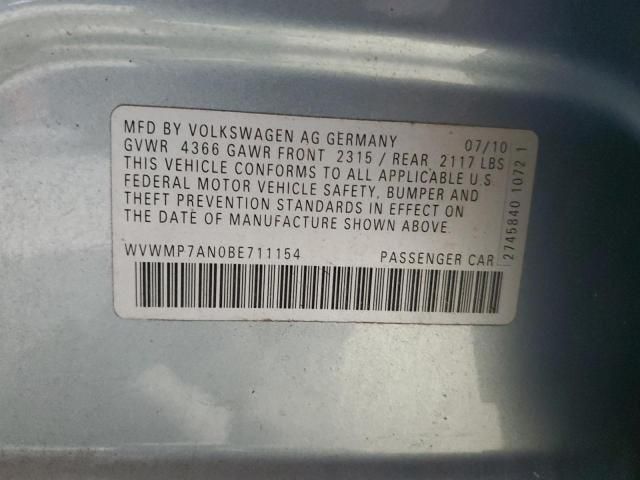 MFD BY VOLKSWAGEN AG GERMANY 07/10
GVWR 4366 GAWR FRONT 2315 / REAR 2117 LBS
THIS VEHICLE CONFORMS TO ALL APPLICABLE U.S.
FEDERAL MOTOR VEHICLE SAFETY, BUMPER AND
THEFT PREVENTION STANDARDS IN EFFECT ON
THE DATE OF MANUFACTURE SHOWN ABOVE.
WVWMP7AN0BE711154 PASSENGER CAR
2745840 1072 1